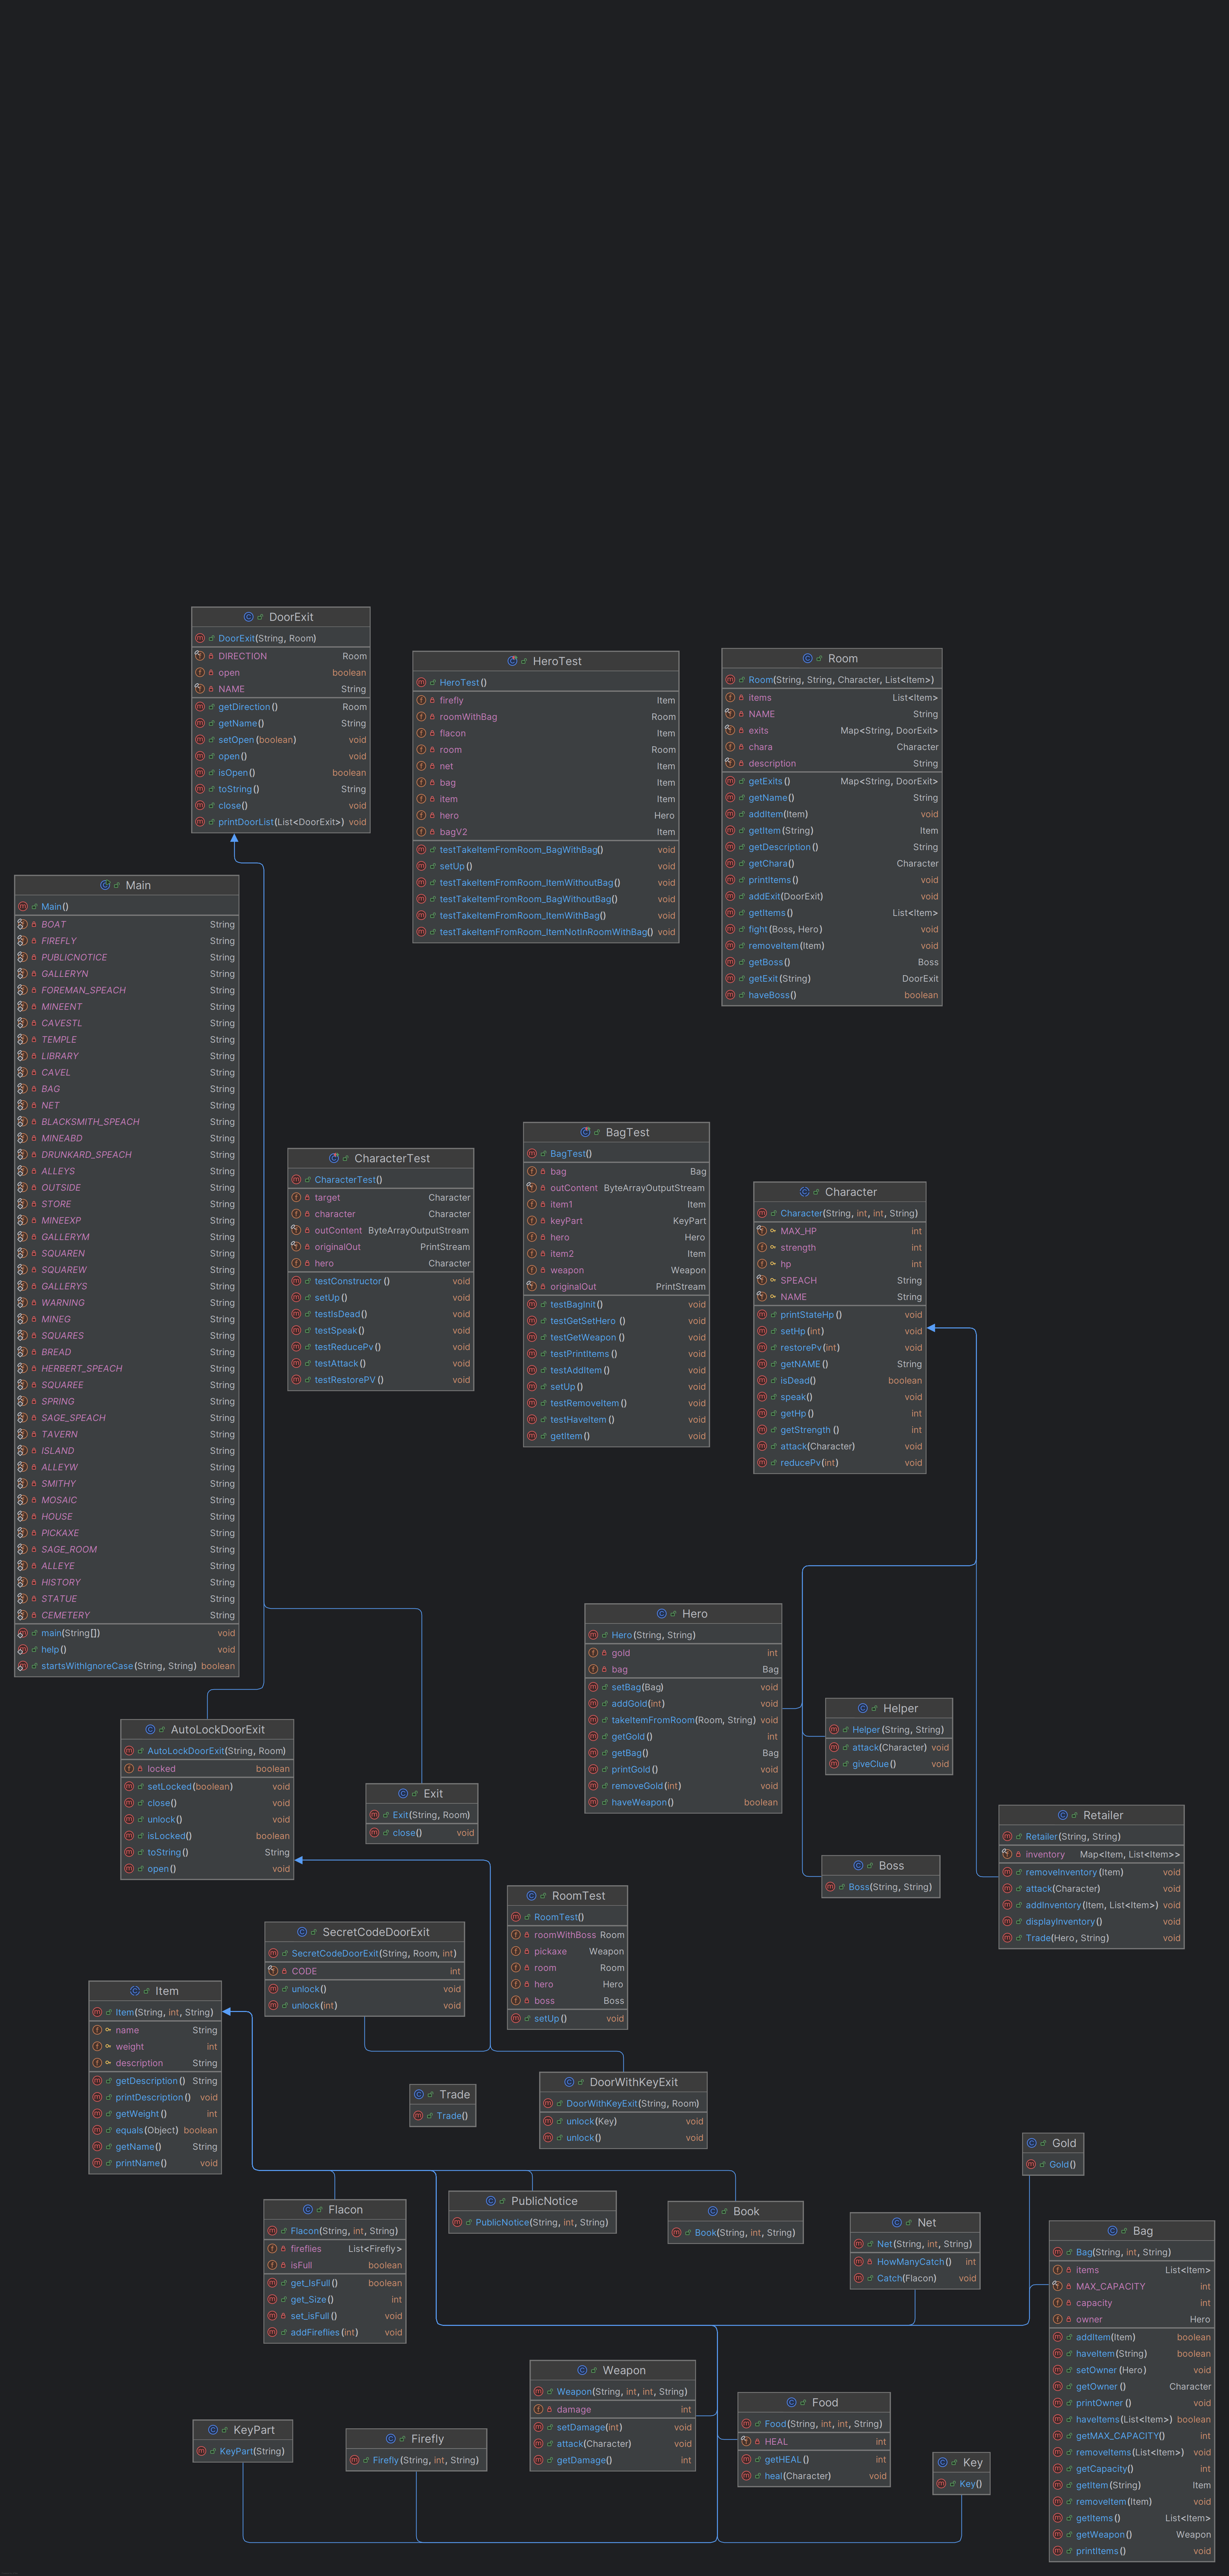 DoorExit
DoorExit(String, Room)
DIRECTION Room
open boolean
NAME String
getDirection() Room
getName() String
setOpen(boolean) void
open() void
isOpen() boolean
toString() String
close() void
printDoorList(List<DoorExit>) void
HeroTest
HeroTest()
firefly Item
roomWithBag Room
flacon Item
room Room
net Item
bag Item
item Item
hero Hero
bagV2 Item
testTakeItemFromRoom_BagWithBag() void
setUp() void
testTakeItemFromRoom_ItemWithoutBag() void
testTakeItemFromRoom_BagWithoutBag() void
testTakeItemFromRoom_ItemWithBag() void
testTakeItemFromRoom_ItemNotInRoomWithBag() void
Room
Room(String, String, Character, List<Item>)
items List<Item>
NAME String
exits Map<String, DoorExit>
chara Character
description String
getExits() Map<String, DoorExit>
getName() String
addItem(Item) void
getItem(String) Item
getDescription() String
getChara() Character
printItems() void
addExit(DoorExit) void
getItems() List<Item>
fight(Boss, Hero) void
removeItem(Item) void
getBoss() Boss
getExit(String) DoorExit
haveBoss() boolean
Main
Main()
BOAT String
FIREFLY String
PUBLICNOTICE String
GALLERYN String
FOREMAN_SPEACH String
MINEENT String
CAVESTL String
TEMPLE String
LIBRARY String
CAVEL String
BAG String
NET String
BLACKSMITH_SPEACH String
MINEABD String
DRUNKARD_SPEACH String
ALLEYS String
OUTSIDE String
STORE String
MINEEXP String
GALLERYM String
SQUAREN String
SQUAREW String
GALLERYS String
WARNING String
MINEG String
SQUARES String
BREAD String
HERBERT_SPEACH String
SQUAREE String
SPRING String
SAGE_SPEACH String
TAVERN String
ISLAND String
ALLEYW String
SMITHY String
MOSAIC String
HOUSE String
PICKAXE String
SAGE_ROOM String
ALLEYE String
HISTORY String
STATUE String
CEMETERY String
main(String[]) void
help() void
startsWithIgnoreCase(String, String) boolean
CharacterTest
CharacterTest()
target Character
character Character
outContent ByteArrayOutputStream
originalOut PrintStream
hero Character
testConstructor() void
setUp() void
testIsDead() void
testSpeak() void
testReducePv() void
testAttack() void
testRestorePV() void
BagTest
BagTest()
bag Bag
outContent ByteArrayOutputStream
item1 Item
keyPart KeyPart
hero Hero
item2 Item
weapon Weapon
originalOut PrintStream
testBagInit() void
testGetSetHero() void
testGetWeapon() void
testPrintItems() void
testAddItem() void
setUp() void
testRemoveItem() void
testHaveItem() void
getItem() void
Character
Character(String, int, int, String)
MAX_HP int
strength int
hp int
SPEACH String
NAME String
printStateHp() void
setHp(int) void
restorePv(int) void
getNAME() String
isDead() boolean
speak() void
getHp() int
getStrength() int
attack(Character) void
reducePv(int) void
Hero
Hero(String, String)
gold int
bag Bag
setBag(Bag) void
addGold(int) void
takeItemFromRoom(Room, String) void
getGold() int
getBag() Bag
printGold() void
removeGold(int) void
haveWeapon() boolean
Helper
Helper(String, String)
attack(Character) void
giveClue() void
AutoLockDoorExit
AutoLockDoorExit(String, Room)
locked boolean
setLocked(boolean) void
close() void
unlock() void
isLocked() boolean
toString() String
open() void
Exit
Exit(String, Room)
close() void
Retailer
Retailer(String, String)
inventory Map<Item, List<Item>>
removeInventory(Item) void
attack(Character) void
addInventory(Item, List<Item>) void
displayInventory() void
Trade(Hero, String) void
Boss
Boss(String, String)
RoomTest
RoomTest()
roomWithBoss Room
pickaxe Weapon
room Room
hero Hero
boss Boss
setUp() void
SecretCodeDoorExit
SecretCodeDoorExit(String, Room, int)
CODE int
unlock() void
unlock(int) void
Item
Item(String, int, String)
name String
weight int
description String
getDescription() String
printDescription() void
getWeight() int
equals(Object) boolean
getName() String
printName() void
Trade
Trade()
DoorWithKeyExit
DoorWithKeyExit(String, Room)
unlock(Key) void
unlock() void
Gold
Gold()
Flacon
Flacon(String, int, String)
fireflies List<Firefly>
isFull boolean
get_IsFull() boolean
get_Size() int
set_isFull() void
addFireflies(int) void
PublicNotice
PublicNotice(String, int, String)
Book
Book(String, int, String)
Net
Net(String, int, String)
HowManyCatch() int
Catch(Flacon) void
Bag
Bag(String, int, String)
items List<Item>
MAX_CAPACITY int
capacity int
owner Hero
addItem(Item) boolean
haveItem(String) boolean
setOwner(Hero) void
getOwner() Character
printOwner() void
haveItems(List<Item>) boolean
getMAX_CAPACITY() int
removeItems(List<Item>) void
getCapacity() int
getItem(String) Item
removeItem(Item) void
getItems() List<Item>
getWeapon() Weapon
printItems() void
Weapon
Weapon(String, int, int, String)
damage int
setDamage(int) void
attack(Character) void
getDamage() int
Food
Food(String, int, int, String)
HEAL int
getHEAL() int
heal(Character) void
KeyPart
KeyPart(String)
Firefly
Firefly(String, int, String)
Key
Key()